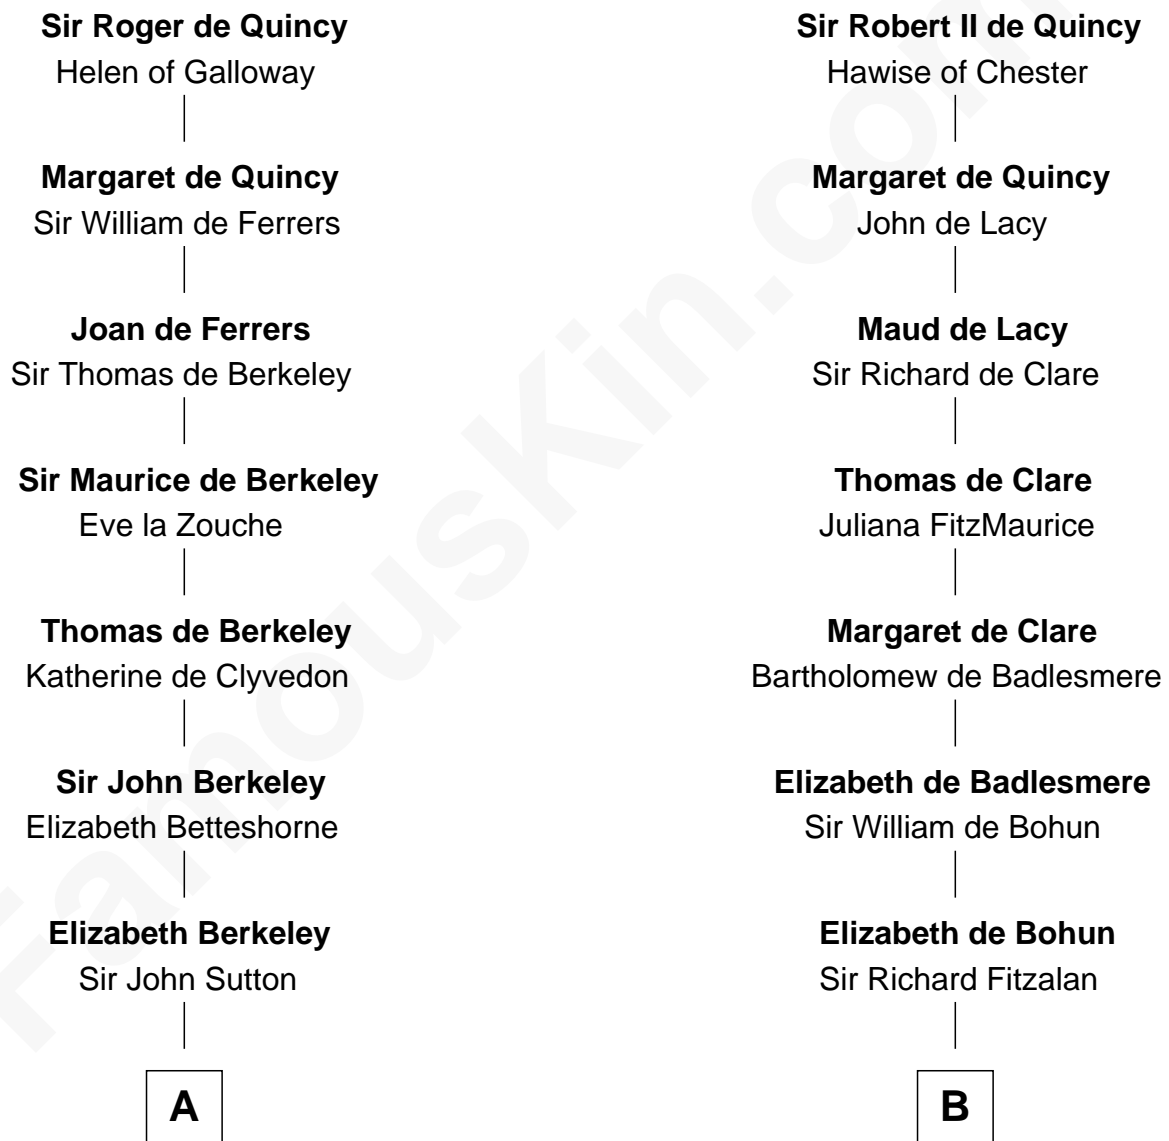 Sir Roger de Quincy
Helen of Galloway
Margaret de Quincy
Sir William de Ferrers
Joan de Ferrers
Sir Thomas de Berkeley
Sir Maurice de Berkeley
Eve la Zouche
Thomas de Berkeley
Katherine de Clyvedon
Sir John Berkeley
Elizabeth Betteshorne
Elizabeth Berkeley
Sir John Sutton
A
Sir Robert II de Quincy
Hawise of Chester
Margaret de Quincy
John de Lacy
Maud de Lacy
Sir Richard de Clare
Thomas de Clare
Juliana FitzMaurice
Margaret de Clare
Bartholomew de Badlesmere
Elizabeth de Badlesmere
Sir William de Bohun
Elizabeth de Bohun
Sir Richard Fitzalan
B
FamousKin.com